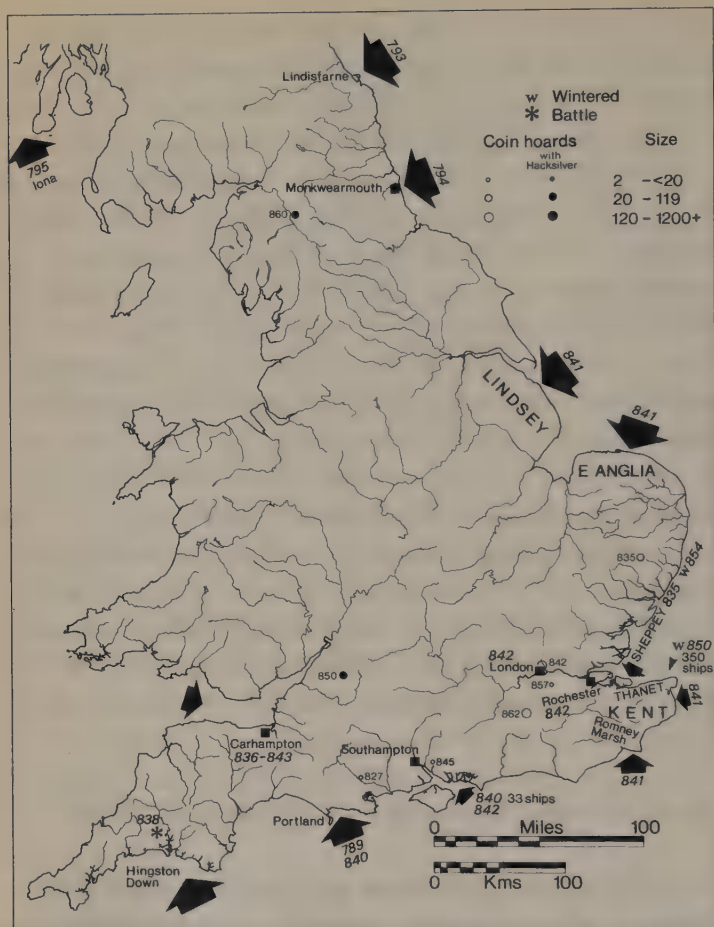 793
Lindisfarne
w Wintered
* Battle
Coin hoards
with
Hacksilver
Size
2 -<20
20 - 119
120 - 1200+
795
Iona
Monkwearmouth
794
860
841
LINDSEY
841
E ANGLIA
835
SHEPPEY 835 w854
w850
350
ships
842
London
842
857
Rochester
842
THANET
KENT
841
862
Romney
Marsh
841
850
Carhampton
836-843
Southampton
845
827
840 33 ships
842
Portland
789
840
838
*
Hingston
Down
Miles
0 100
0 Kms 100